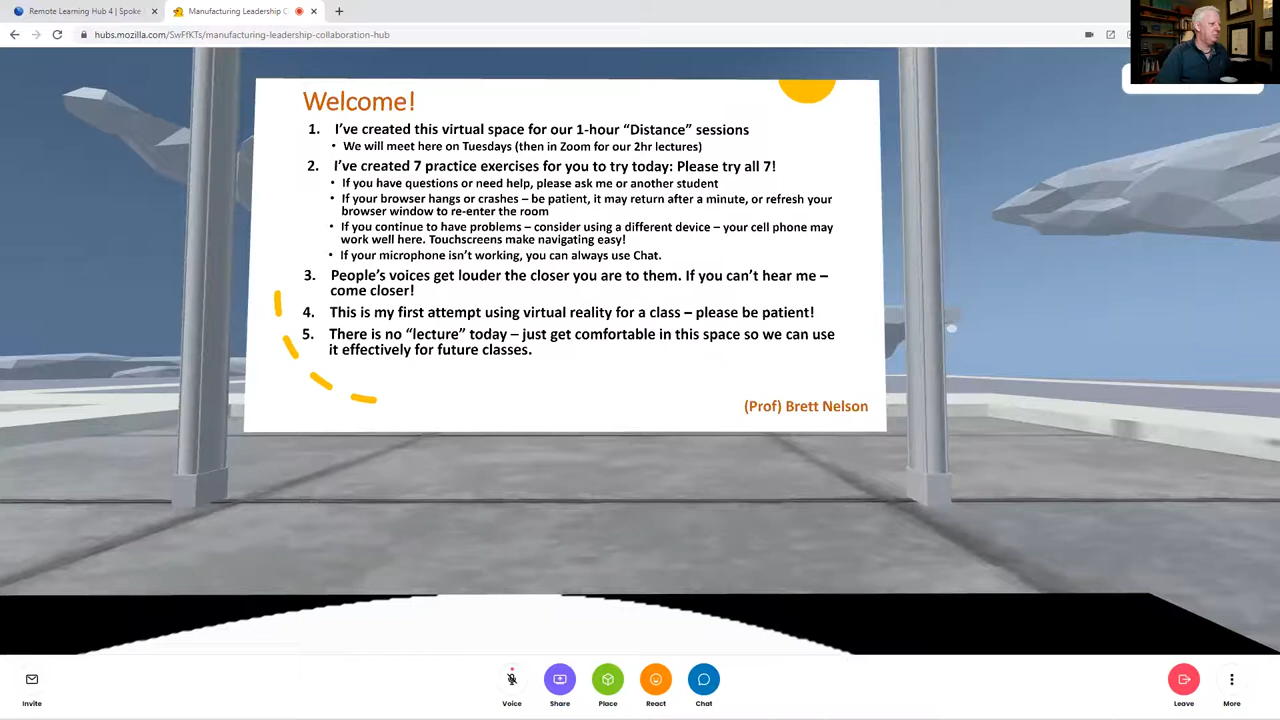 Remote Learning Hub 4 | Spoke
Manufacturing Leadership C
hubs.mozilla.com/SwFfKTs/manufacturing-leadership-collaboration-hub
Welcome!
1. I've created this virtual space for our 1-hour “Distance” sessions
• We will meet here on Tuesdays (then in Zoom for our 2hr lectures)
2. I've created 7 practice exercises for you to try today: Please try all 7!
• If you have questions or need help, please ask me or another student
• If your browser hangs or crashes – be patient, it may return after a minute, or refresh your
browser window to re-enter the room
• If you continue to have problems – consider using a different device – your cell phone may
work well here. Touchscreens make navigating easy!
• If your microphone isn't working, you can always use Chat.
3. People's voices get louder the closer you are to them. If you can't hear me –
come closer!
4. This is my first attempt using virtual reality for a class – please be patient!
5. There is no “lecture” today – just get comfortable in this space so we can use
it effectively for future classes.
(Prof) Brett Nelson
Invite
Voice
Share
Place
React
Chat
Leave
More